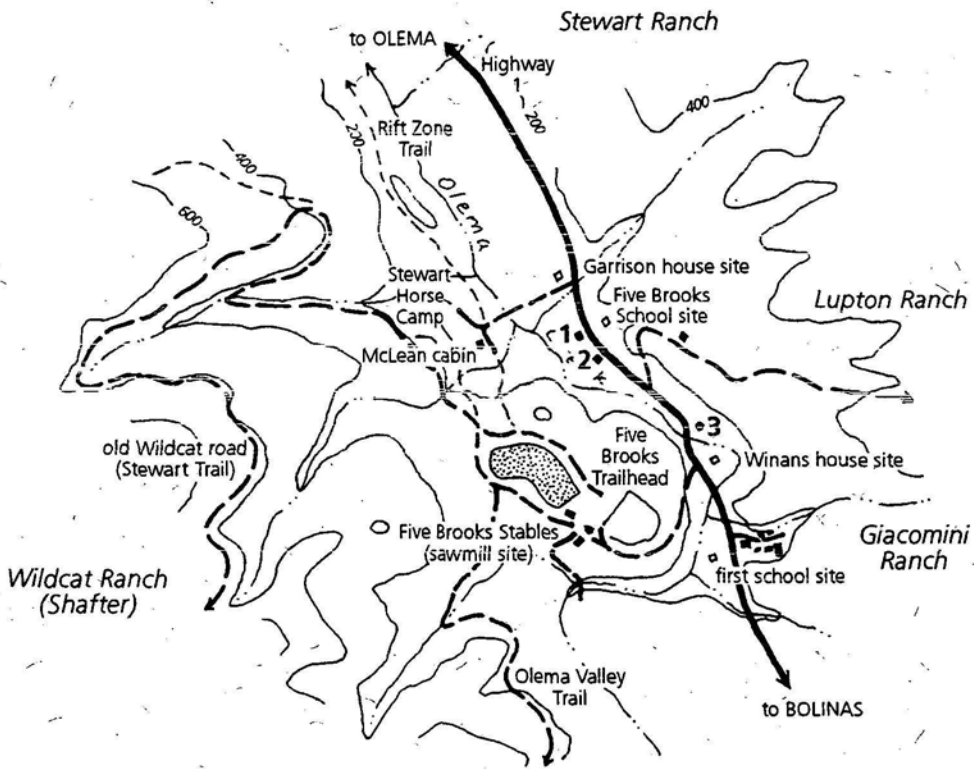 Stewart Ranch
to OLEMA
Highway
1
200
400
Rift Zone
Trail
200
400
600
Olema
Stewart
Horse
Camp
Garrison house site
Five Brooks
School site
Lupton Ranch
1
2
McLean cabin
3
old Wildcat road
(Stewart Trail)
Five
Brooks
Trailhead
Winans house site
Five Brooks Stables
(sawmill site)
Giacomini
Ranch
first school site
Wildcat Ranch
(Shafter)
Olema Valley
Trail
to BOLINAS